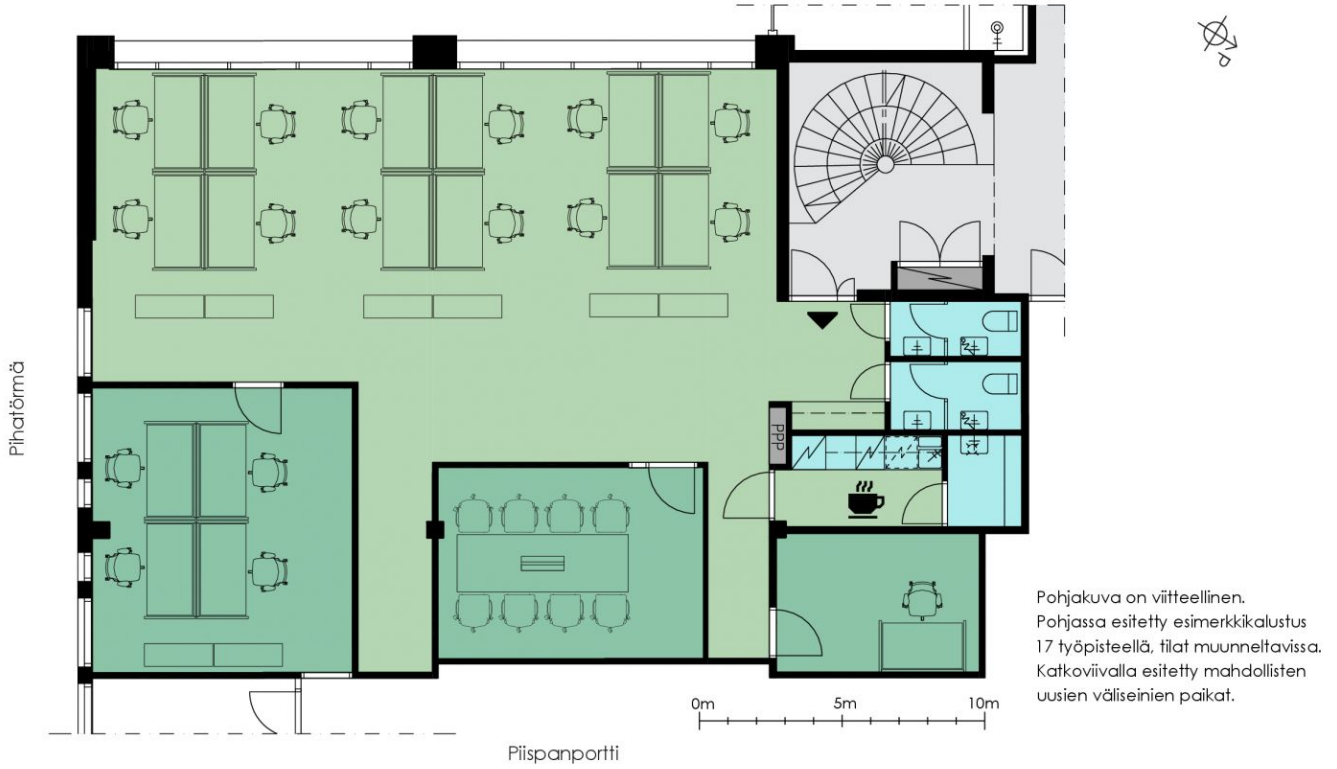 P
Pihatörmä
PPP
Pohjakuva on viitteellinen.
Pohjassa esitetty esimerkkikalustus
17 työpisteellä, tilat muunneltavissa.
Katkoviivalla esitetty mahdollisten
uusien väliseinien paikat.
0m 5m 10m
Piispanportti